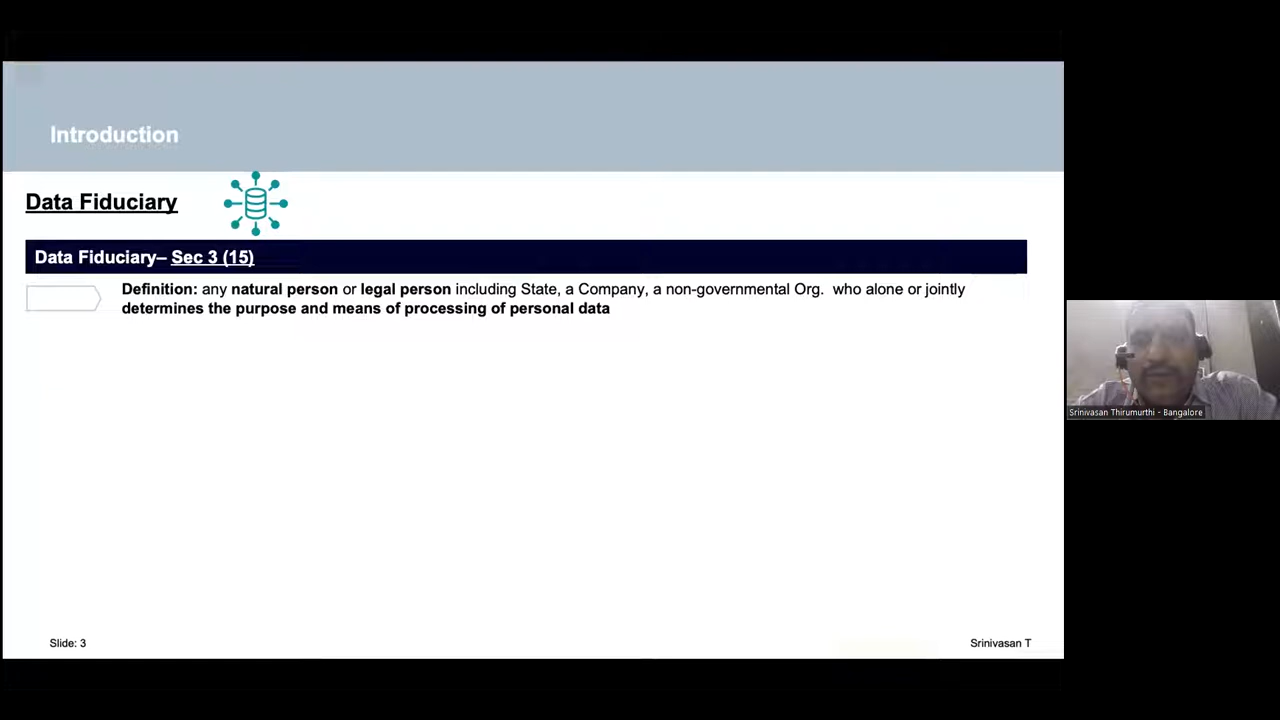 Introduction
Data Fiduciary
Data Fiduciary– Sec 3 (15)
Definition: any natural person or legal person including State, a Company, a non-governmental Org. who alone or jointly
determines the purpose and means of processing of personal data
Srinivasan Thirumurthi - Bangalore
Slide: 3
Srinivasan T